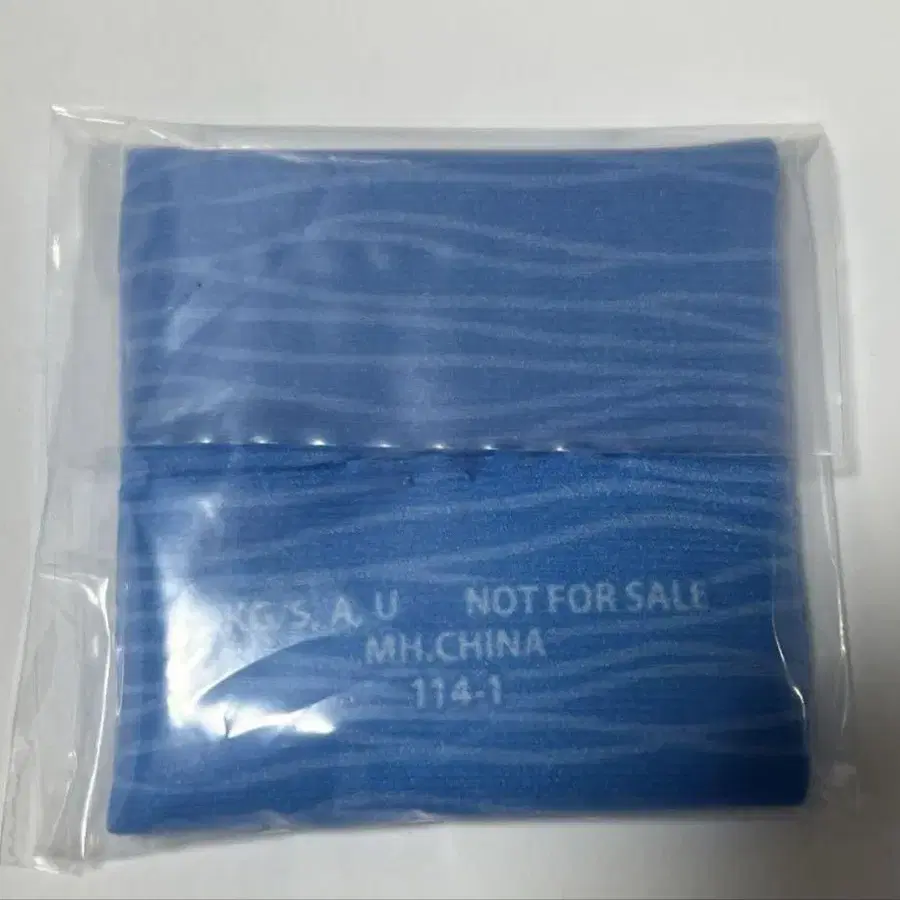 KG S, A, U NOT FOR SALE
MH.CHINA
114-1